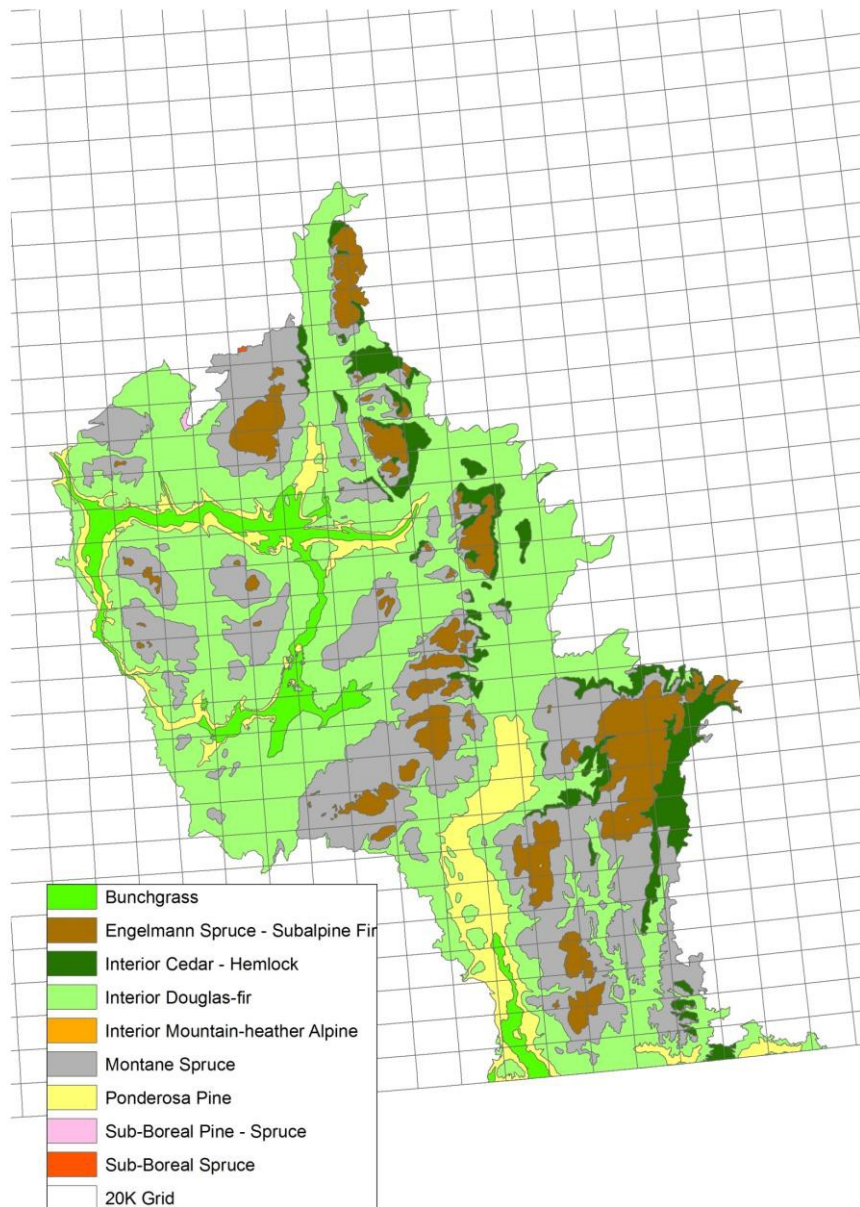 Bunchgrass
Engelmann Spruce - Subalpine Fir
Interior Cedar - Hemlock
Interior Douglas-fir
Interior Mountain-heather Alpine
Montane Spruce
Ponderosa Pine
Sub-Boreal Pine - Spruce
Sub-Boreal Spruce
20K Grid